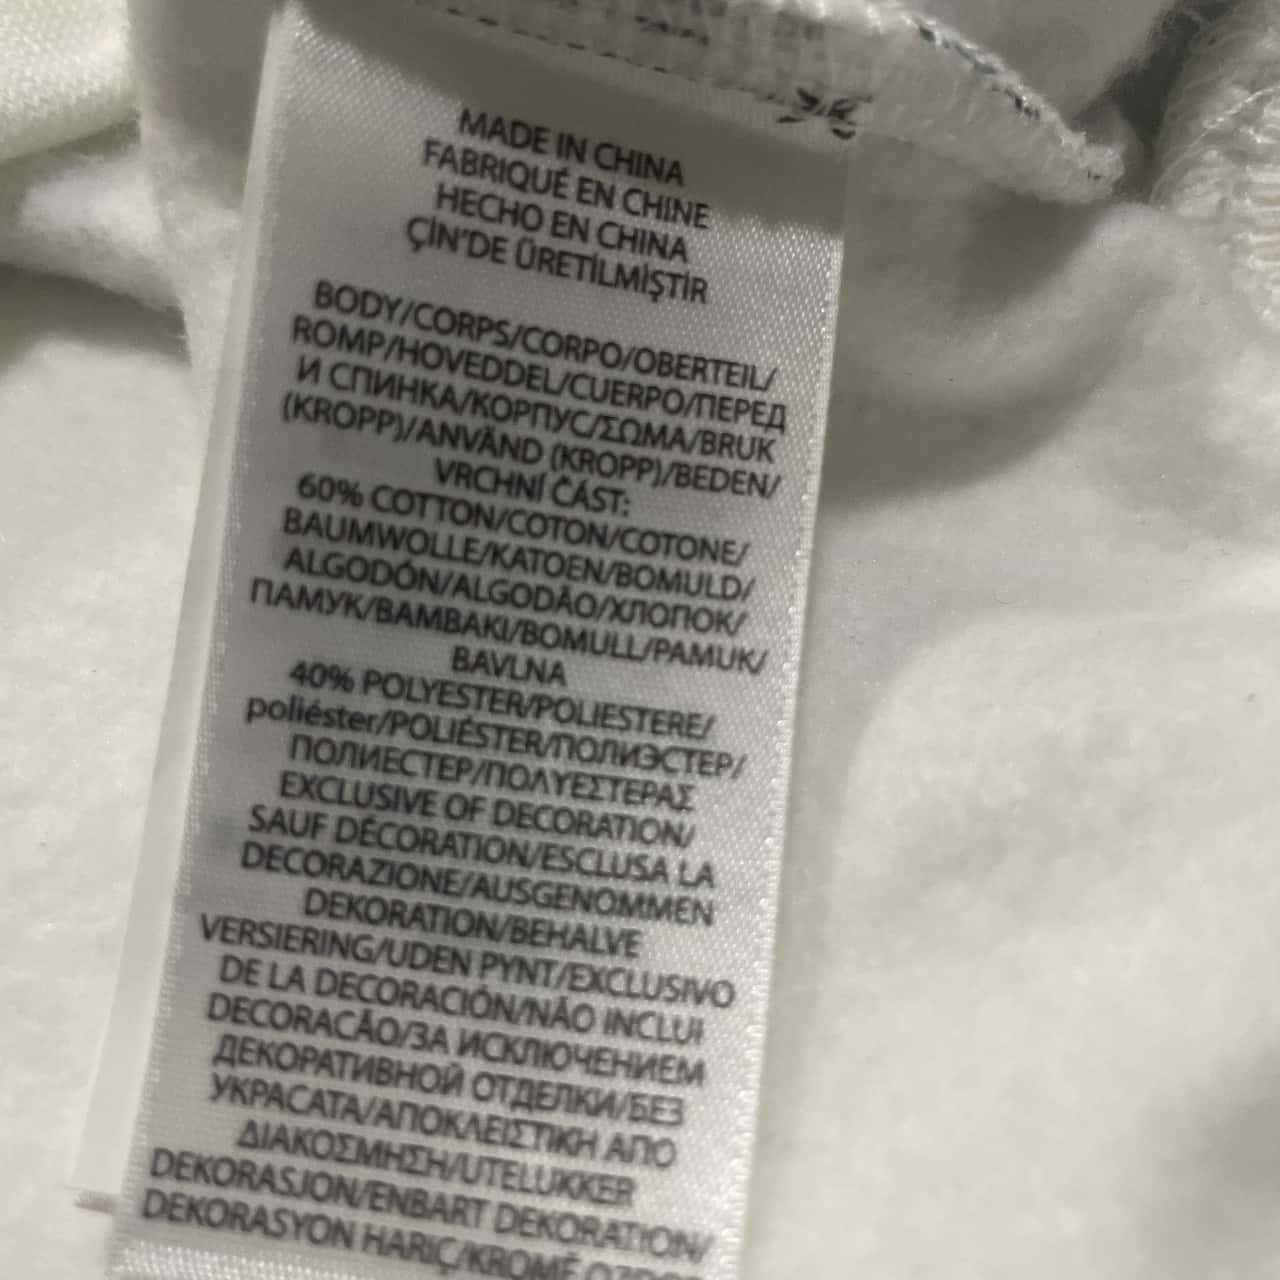 MADE IN CHINA
FABRIQUÉ EN CHINE
HECHO EN CHINA
ÇİN'DE ÜRETİLMİŞTİR
BODY/CORPS/CORPO/OBERTEIL/
ROMP/HOVEDDEL/CUERPO/ПЕРЕД
И СПИНКА/КОРПУС/ΣΩΜΑ/BRUK
(KROPP)/ANVÄND (KROPP)/BEDEN/
VRCHNÍ ČÁST:
60% COTTON/COTON/COTONE/
BAUMWOLLE/KATOEN/BOMULD/
ALGODÓN/ALGODÃO/ХЛОПОК/
ПАМУК/BAMBAKI/BOMULL/PAMUK/
BAVLNA
40% POLYESTER/POLIESTERE/
poliéster/POLIÉSTER/ПОЛИЭСТЕР/
ПОЛИЕСТЕР/ΠΟΛΥΕΣΤΕΡΑΣ
EXCLUSIVE OF DECORATION/
SAUF DÉCORATION/ESCLUSA LA
DECORAZIONE/AUSGENOMMEN
DEKORATION/BEHALVE
VERSIERING/UDEN PYNT/EXCLUSIVO
DE LA DECORACIÓN/NÃO INCLUI
DECORACÃO/ЗА ИСКЛЮЧЕНИЕМ
ДЕКОРАТИВНОЙ ОТДЕЛКИ/БЕЗ
УКРАСАТА/ΑΠΟΚΛΕΙΣΤΙΚΗ ΑΠΟ
ΔΙΑΚΟΣΜΗΣΗ/UTELUKKER
DEKORASJON/ENBART DEKORATION/
DEKORASYON HARIÇ/KROMĚ